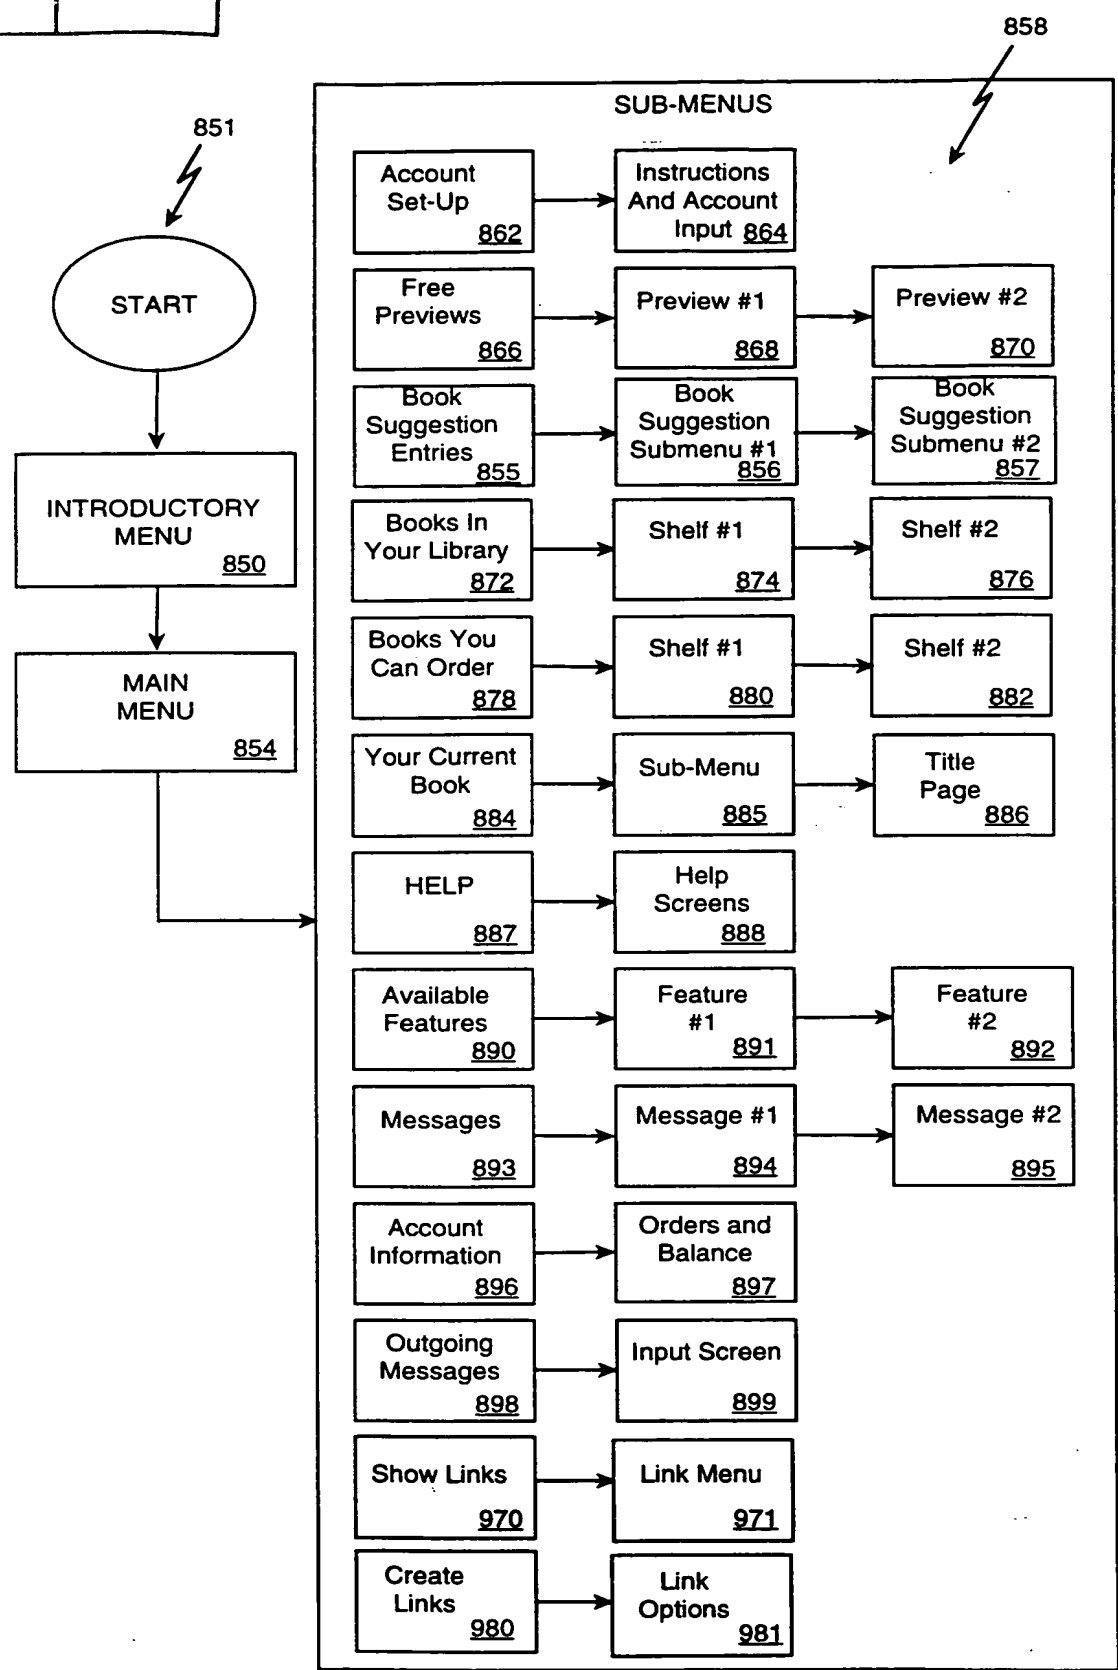 858
SUB-MENUS
851
START
INTRODUCTORY
MENU
850
MAIN
MENU
854
Account
Set-Up
862
Instructions
And Account
Input 864
Free
Previews
866
Preview #1
868
Preview #2
870
Book
Suggestion
Entries
855
Book
Suggestion
Submenu #1
856
Book
Suggestion
Submenu #2
857
Books In
Your Library
872
Shelf #1
874
Shelf #2
876
Books You
Can Order
878
Shelf #1
880
Shelf #2
882
Your Current
Book
884
Sub-Menu
885
Title
Page
886
HELP
887
Help
Screens
888
Available
Features
890
Feature
#1
891
Feature
#2
892
Messages
893
Message #1
894
Message #2
895
Account
Information
896
Orders and
Balance
897
Outgoing
Messages
898
Input Screen
899
Show Links
970
Link Menu
971
Create
Links
980
Link
Options
981